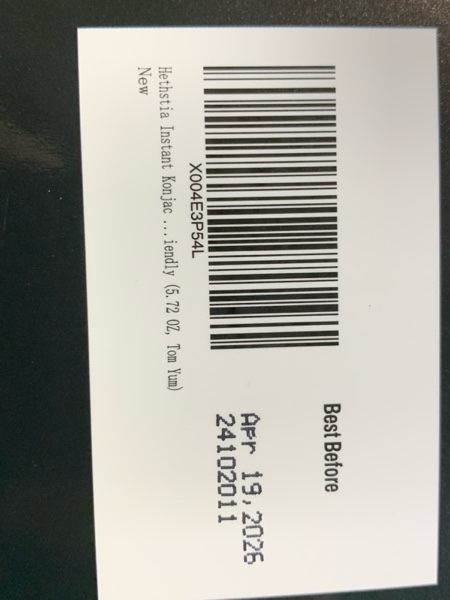 Best Before
Apr 19,2026
24102011
X004E3P54L
Hethstia Instant Konjac ...iendly (5.72 OZ, Tom Yum)
New